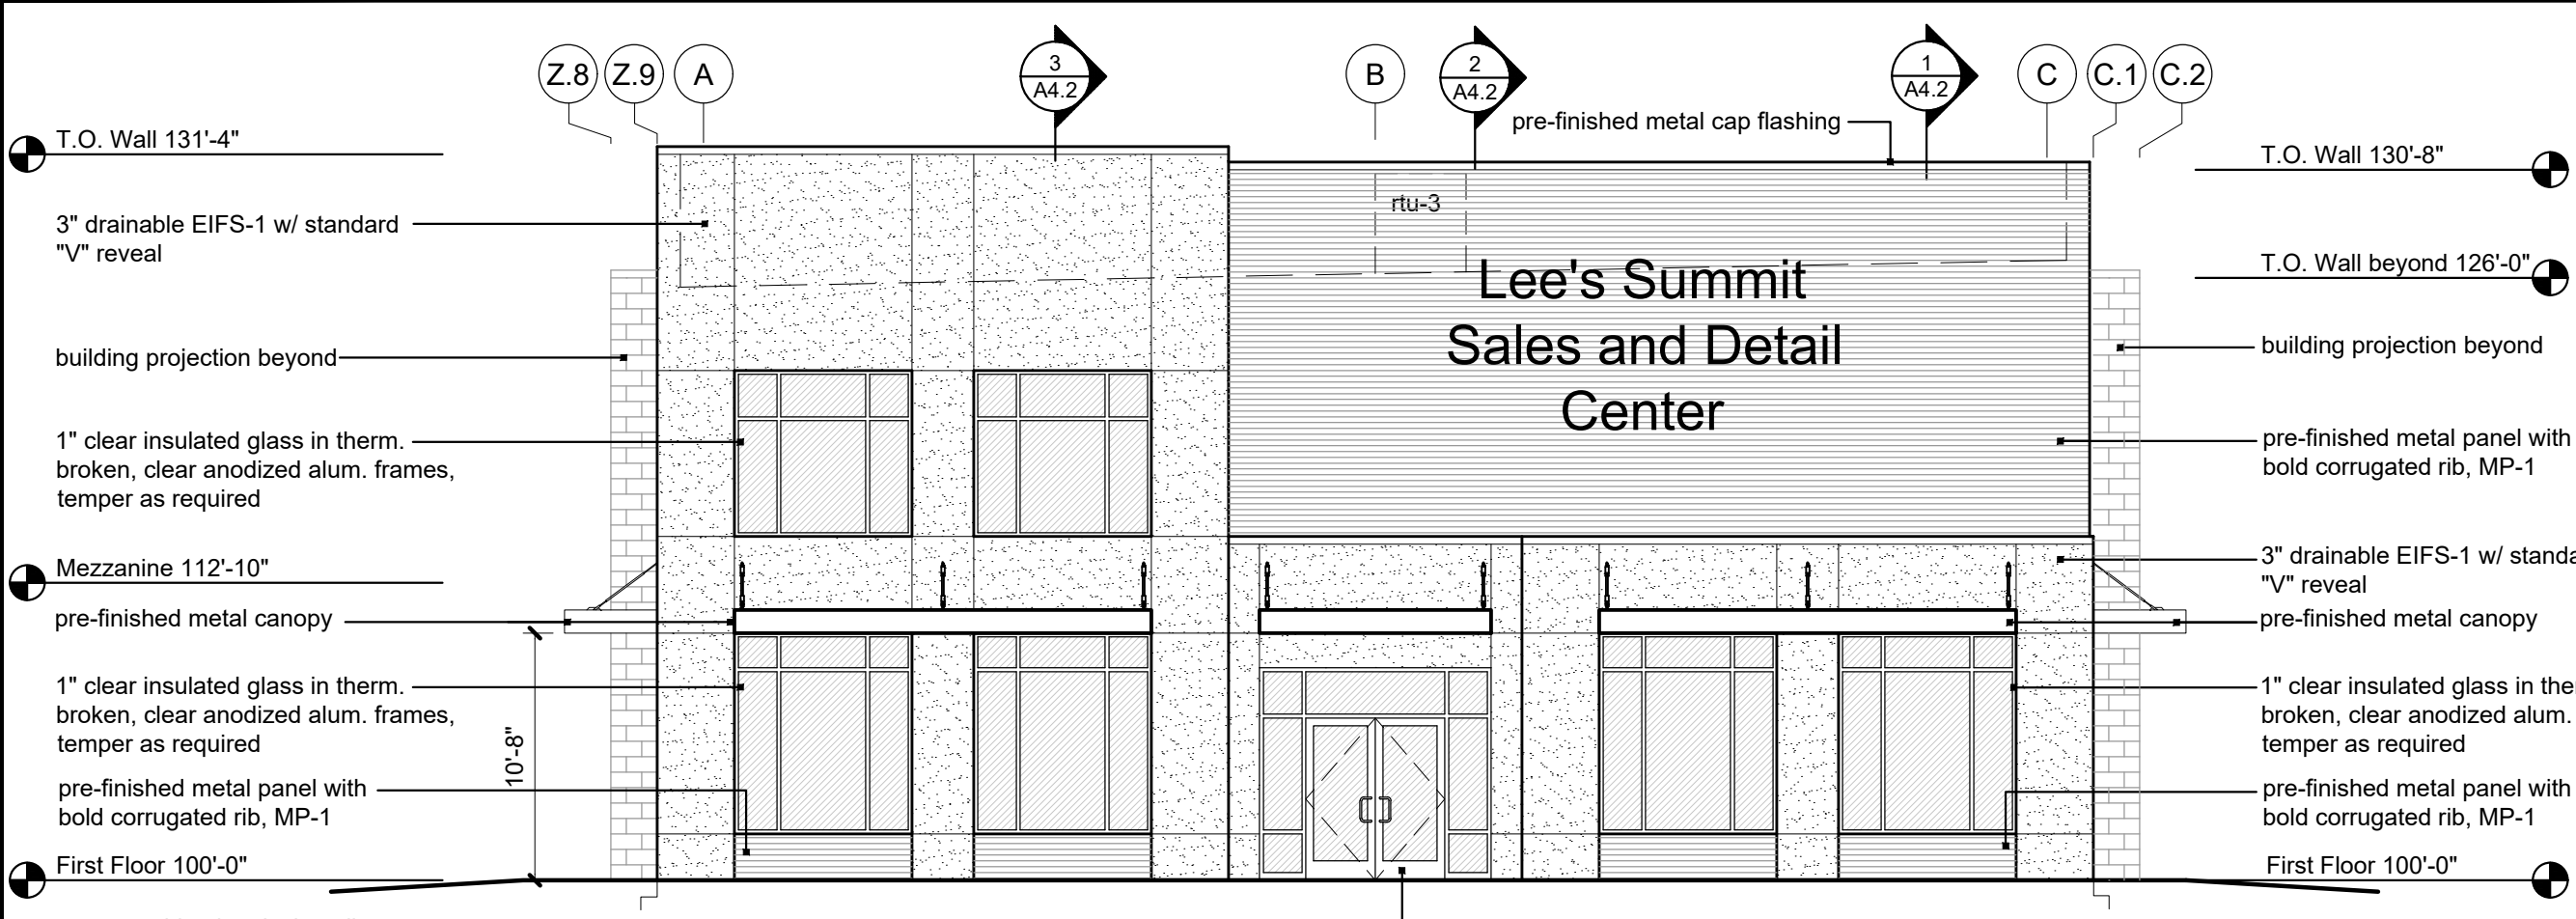 Z.8
Z.9
A
3
A4.2
B
2
A4.2
1
A4.2
C
C.1
C.2
pre-finished metal cap flashing
T.O. Wall 131'-4"
3" drainable EIFS-1 w/ standard
"V" reveal
building projection beyond
1" clear insulated glass in therm.
broken, clear anodized alum. frames,
temper as required
Mezzanine 112'-10"
pre-finished metal canopy
1" clear insulated glass in therm.
broken, clear anodized alum. frames,
temper as required
10'-8"
pre-finished metal panel with
bold corrugated rib, MP-1
First Floor 100'-0"
rtu-3
Lee's Summit
Sales and Detail
Center
T.O. Wall 130'-8"
T.O. Wall beyond 126'-0"
building projection beyond
pre-finished metal panel with
bold corrugated rib, MP-1
3" drainable EIFS-1 w/
"V" reveal
pre-finished metal canopy
1" clear insulated glass in
broken, clear anodized alum.
temper as required
pre-finished metal panel with
bold corrugated rib, MP-1
First Floor 100'-0"